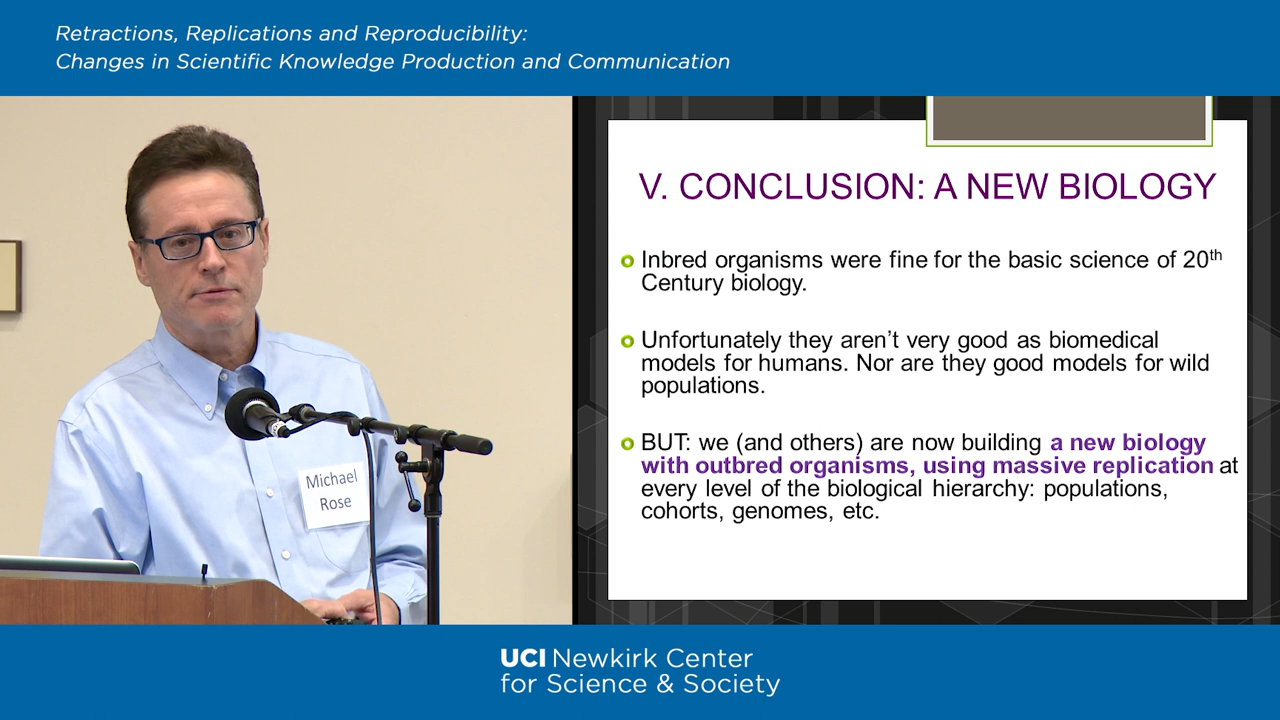 Retractions, Replications and Reproducibility:
Changes in Scientific Knowledge Production and Communication
Michael
Rose
V. CONCLUSION: A NEW BIOLOGY
Inbred organisms were fine for the basic science of 20th
Century biology.
Unfortunately they aren’t very good as biomedical
models for humans. Nor are they good models for wild
populations.
BUT: we (and others) are now building a new biology
with outbred organisms, using massive replication at
every level of the biological hierarchy: populations,
cohorts, genomes, etc.
UCI Newkirk Center
for Science & Society